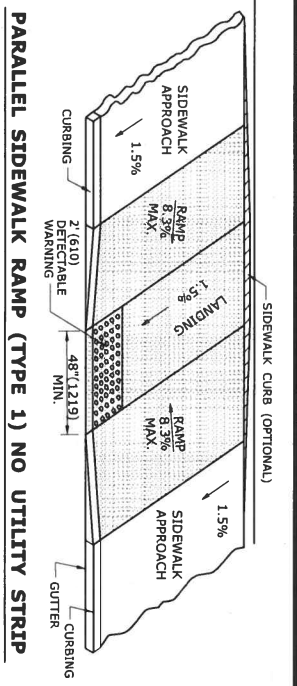 SIDEWALK CURB (OPTIONAL)
SIDEWALK
APPROACH
1.5%
RAMP
8.3%
MAX.
LANDING
1.5%
RAMP
8.3%
MAX.
1.5%
SIDEWALK
APPROACH
CURBING
2' (610)
DETECTABLE
WARNING
48"(1219)
MIN.
CURBING
GUTTER
PARALLEL SIDEWALK RAMP (TYPE 1) NO UTILITY STRIP